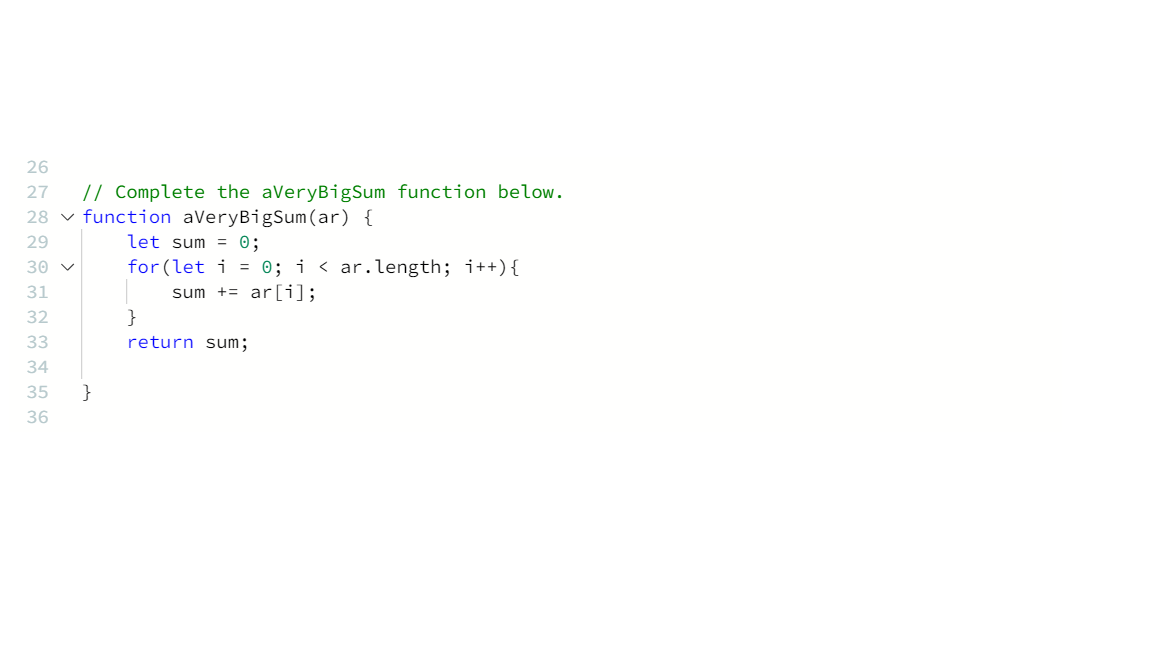 26
27 // Complete the aVeryBigSum function below.
28 function aVeryBigSum(ar) {
29     let sum = 0;
30     for(let i = 0; i < ar.length; i++){
31         sum += ar[i];
32     }
33     return sum;
34
35 }
36